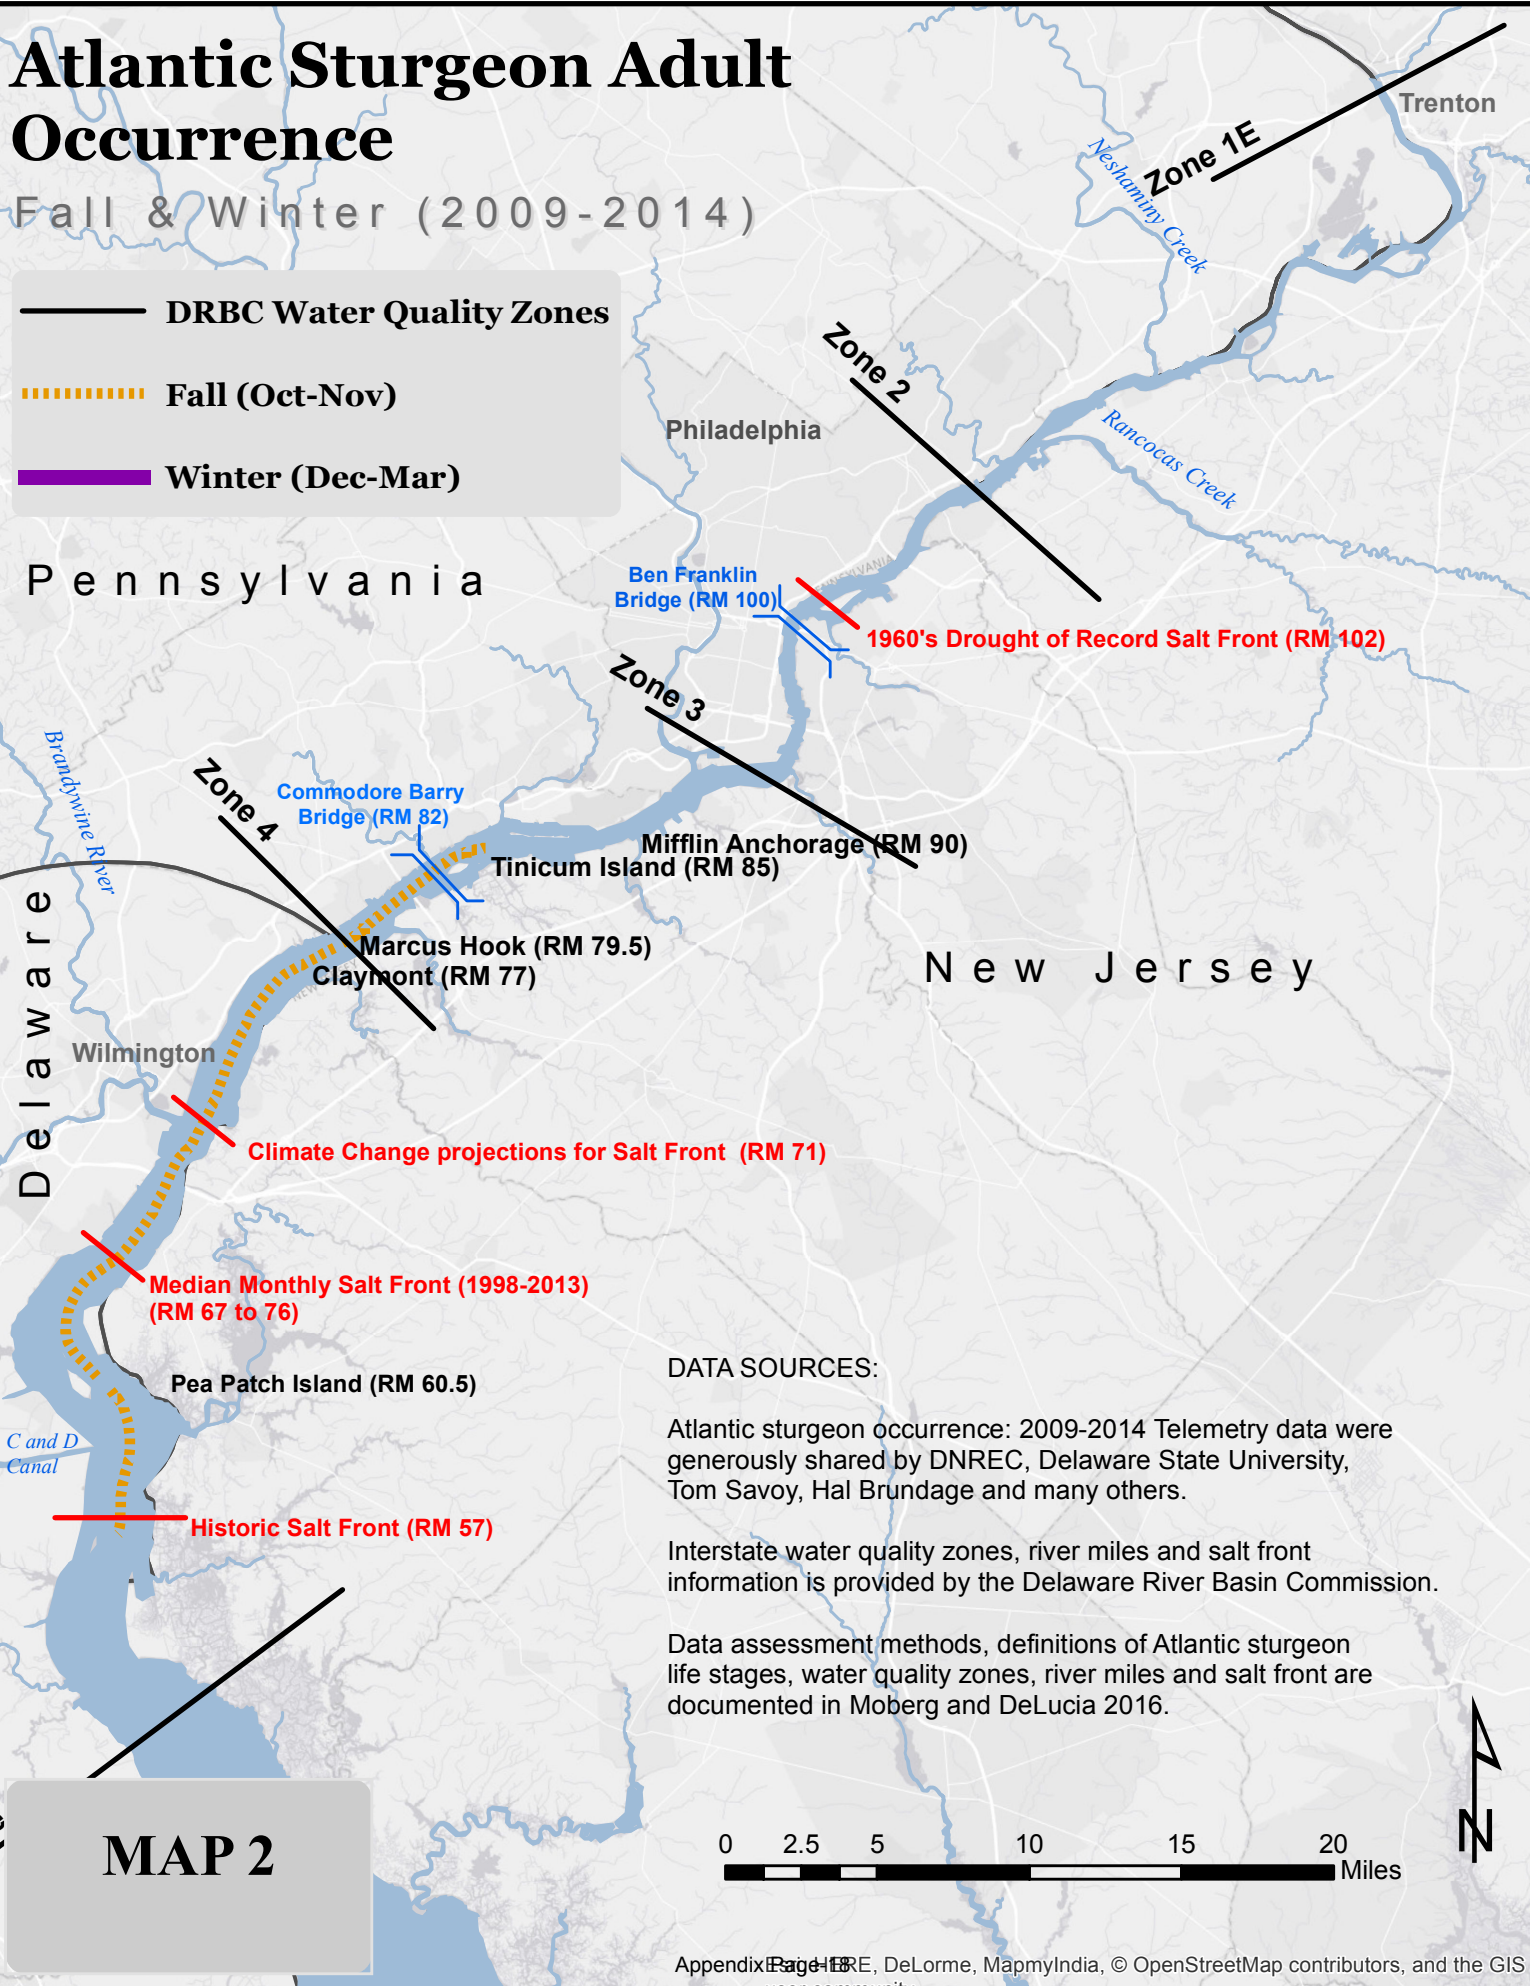 Atlantic Sturgeon Adult
Occurrence
Fall & Winter (2009-2014)
DRBC Water Quality Zones
Fall (Oct-Nov)
Winter (Dec-Mar)
Trenton
Zone 1E
Neshaminy Creek
Zone 2
Philadelphia
Rancocas Creek
Pennsylvania
PENNSYLVANIA
Ben Franklin
Bridge (RM 100)
1960's Drought of Record Salt Front (RM 102)
Zone 3
Brandywine River
Zone 4
Commodore Barry
Bridge (RM 82)
Mifflin Anchorage (RM 90)
Tinicum Island (RM 85)
Delaware
Marcus Hook (RM 79.5)
Claymont (RM 77)
New Jersey
Wilmington
Climate Change projections for Salt Front (RM 71)
Median Monthly Salt Front (1998-2013)
(RM 67 to 76)
Pea Patch Island (RM 60.5)
C and D
Canal
Historic Salt Front (RM 57)
DATA SOURCES:
Atlantic sturgeon occurrence: 2009-2014 Telemetry data were
generously shared by DNREC, Delaware State University,
Tom Savoy, Hal Brundage and many others.
Interstate water quality zones, river miles and salt front
information is provided by the Delaware River Basin Commission.
Data assessment methods, definitions of Atlantic sturgeon
life stages, water quality zones, river miles and salt front are
documented in Moberg and DeLucia 2016.
MAP 2
0 2.5 5 10 15 20
Miles
N
Appendix Page-18
Esri, HERE, DeLorme, MapmyIndia, © OpenStreetMap contributors, and the GIS